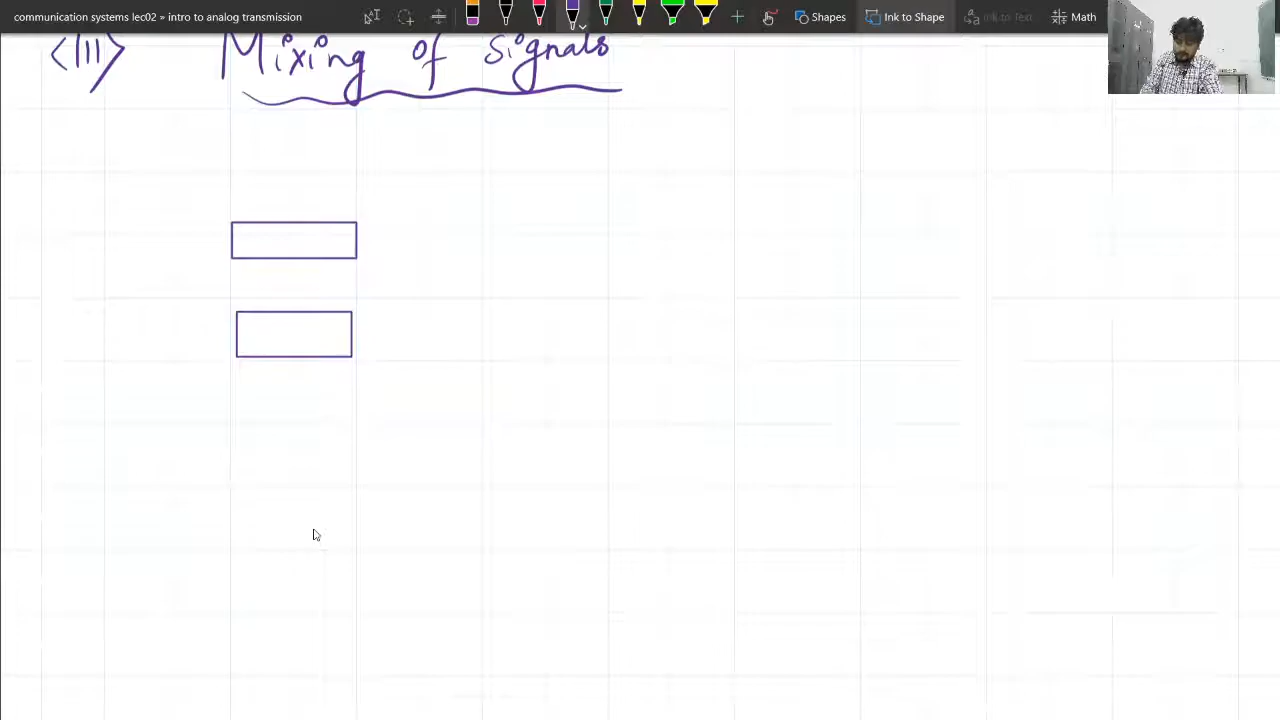 communication systems lec02 » intro to analog transmission
Shapes
Ink to Shape
Ink to Text
Math
<III> Mixing of signals